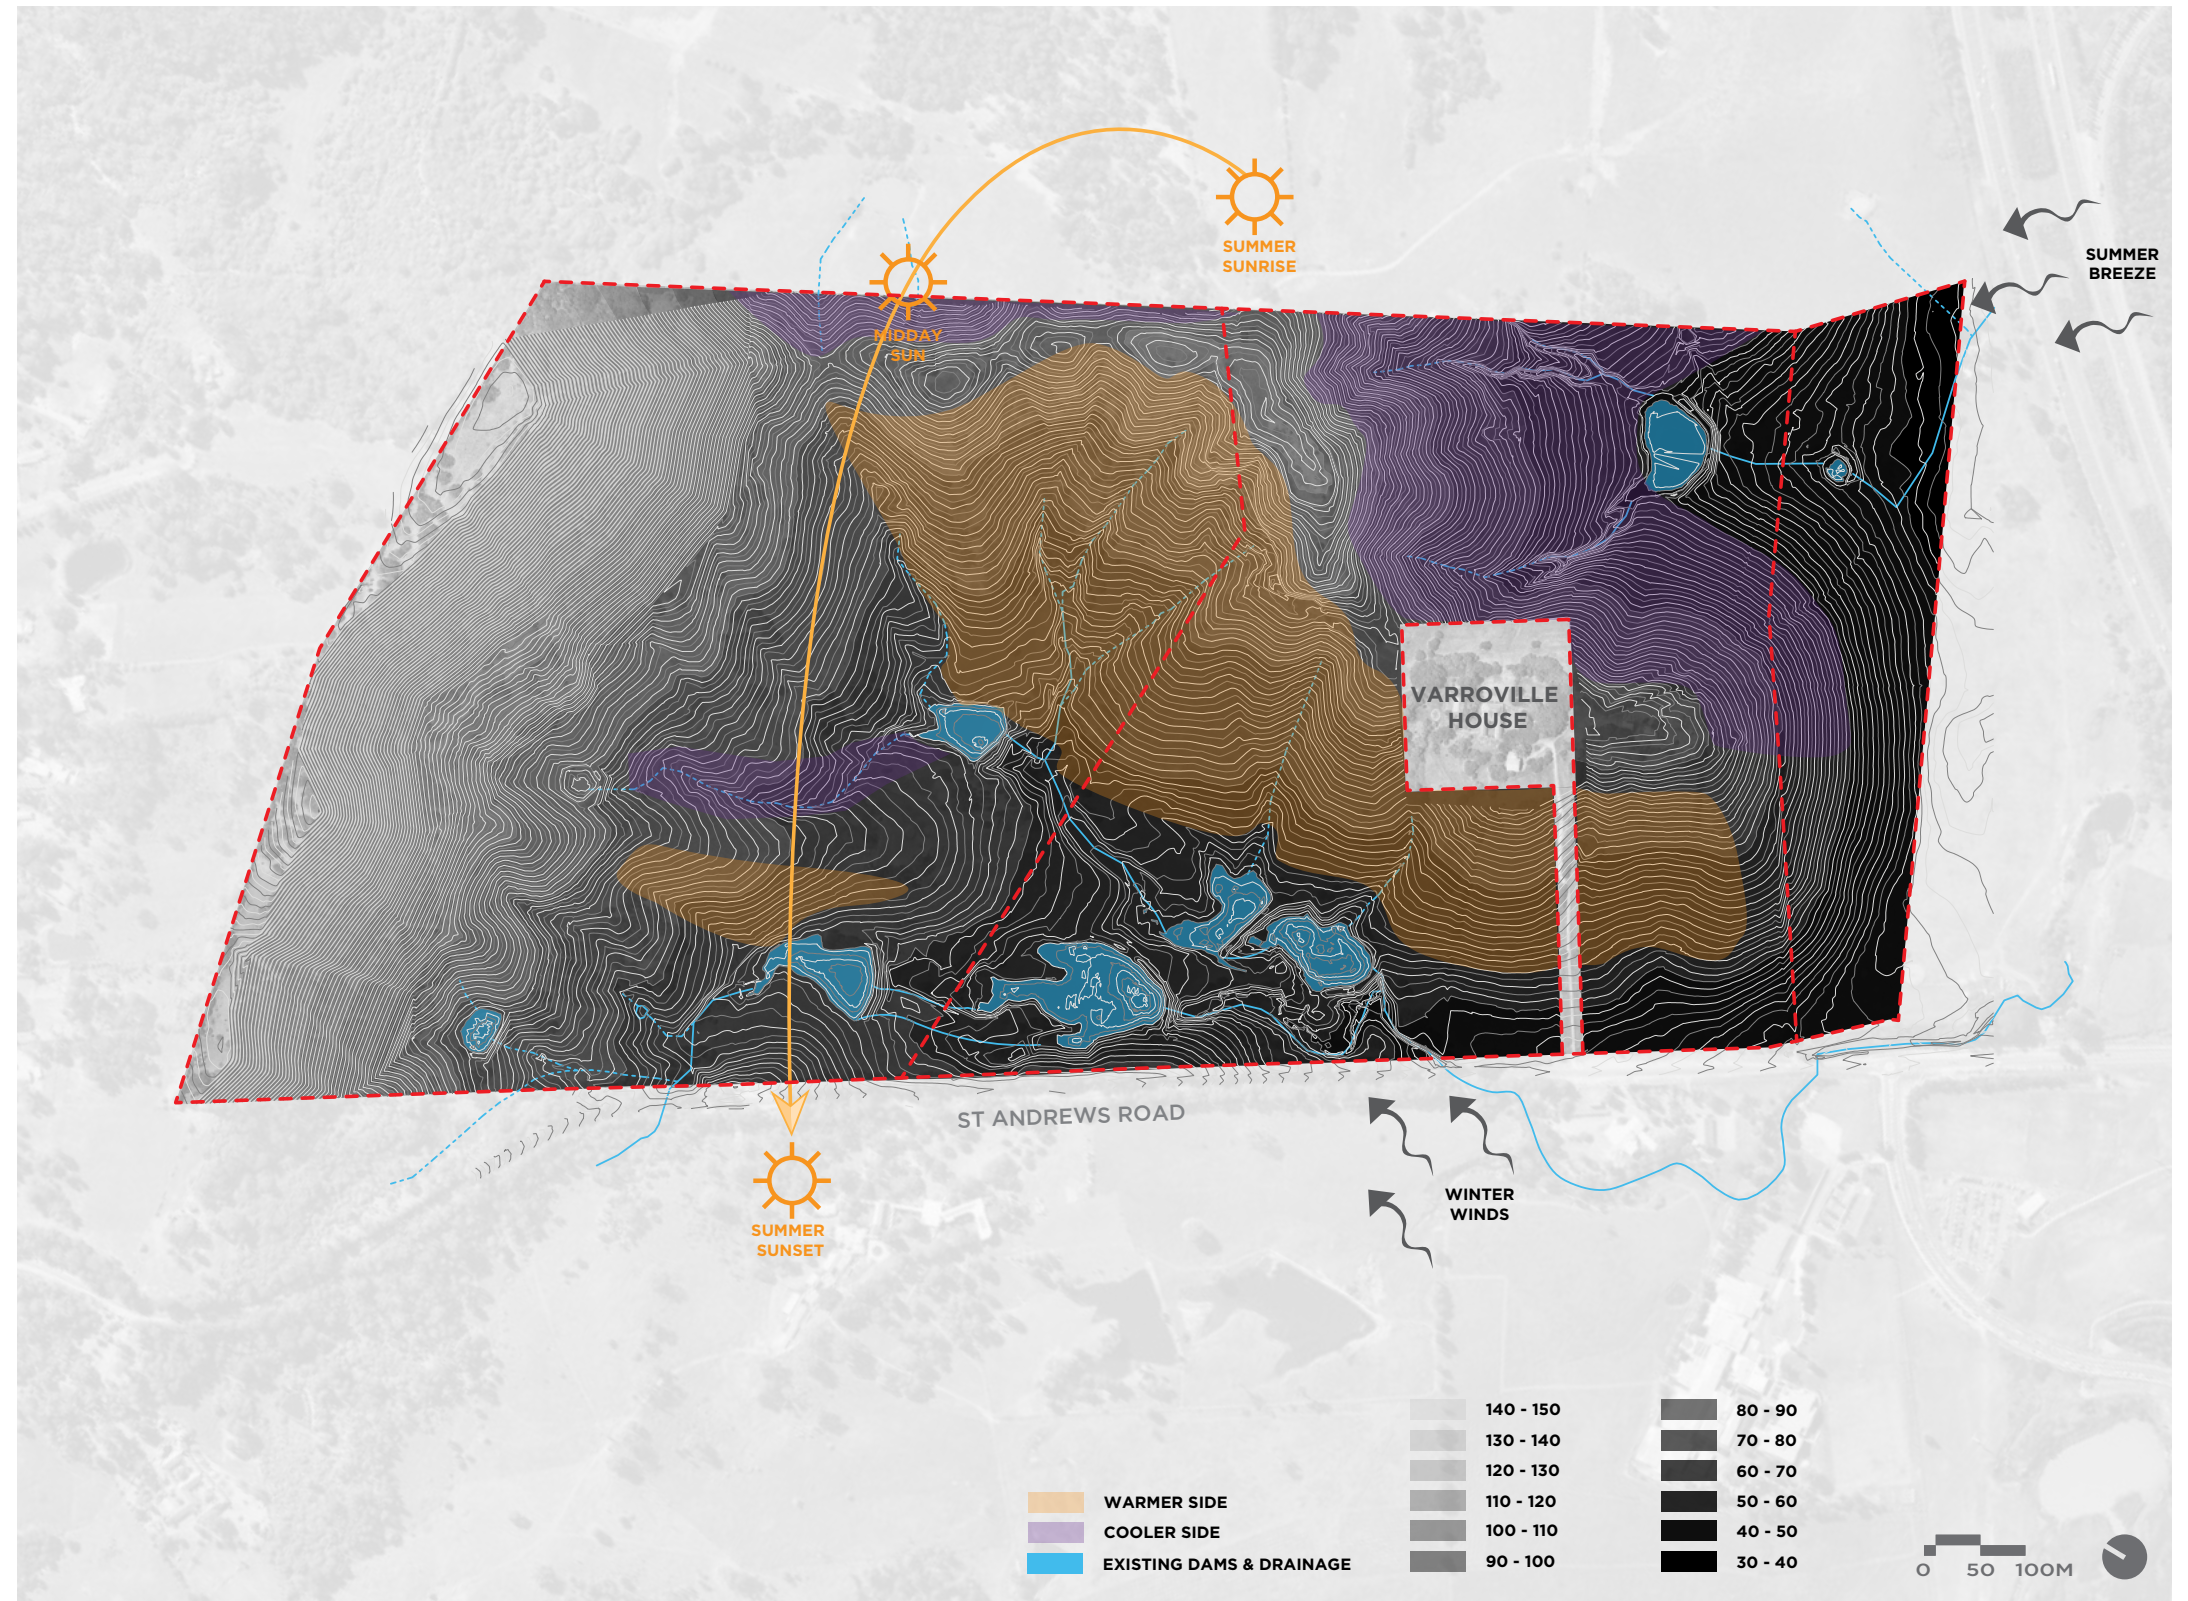 SUMMER
SUNRISE
SUMMER
BREEZE
MIDDAY
SUN
VARROVILLE
HOUSE
ST ANDREWS ROAD
WINTER
WINDS
SUMMER
SUNSET
WARMER SIDE
COOLER SIDE
EXISTING DAMS & DRAINAGE
140 - 150
130 - 140
120 - 130
110 - 120
100 - 110
90 - 100
80 - 90
70 - 80
60 - 70
50 - 60
40 - 50
30 - 40
0 50 100M